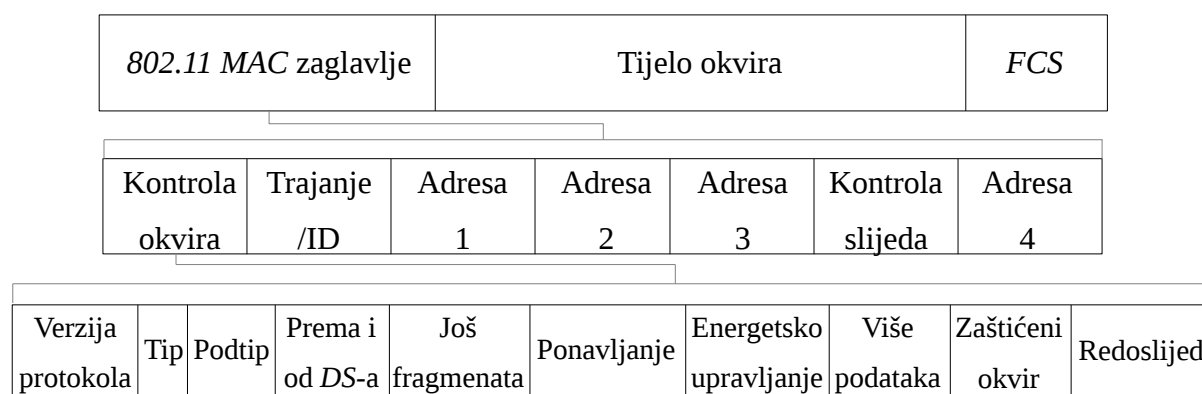 802.11 MAC zaglavlje
Tijelo okvira
FCS
Kontrola
okvira
Trajanje
/ID
Adresa
1
Adresa
2
Adresa
3
Kontrola
slijeda
Adresa
4
Verzija
protokola
Tip
Podtip
Prema i
od DS-a
Još
fragmenata
Ponavljanje
Energetsko
upravljanje
Više
podataka
Zaštićeni
okvir
Redoslijed